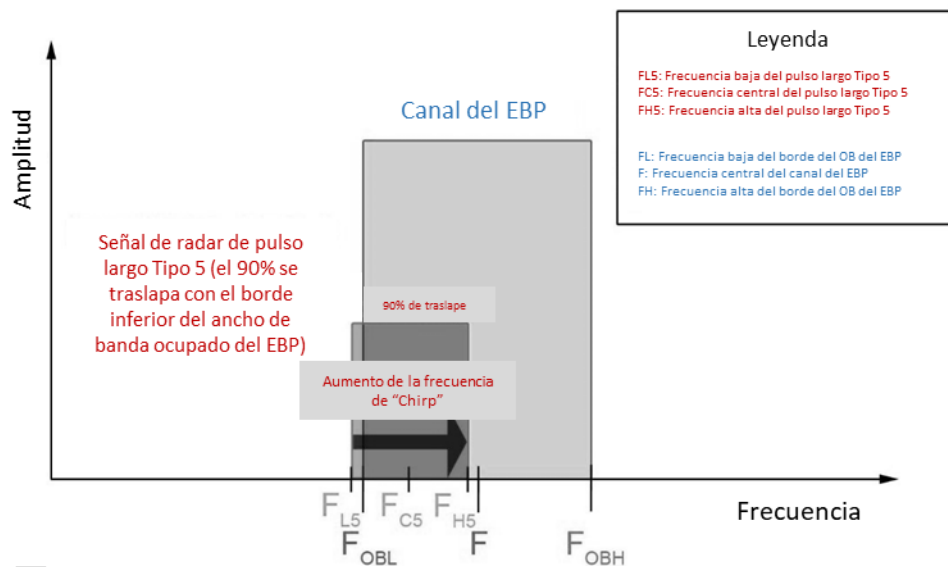 Leyenda
FL5: Frecuencia baja del pulso largo Tipo 5
FC5: Frecuencia central del pulso largo Tipo 5
FH5: Frecuencia alta del pulso largo Tipo 5
FL: Frecuencia baja del borde del OB del EBP
F: Frecuencia central del canal del EBP
FH: Frecuencia alta del borde del OB del EBP
Amplitud
Canal del EBP
Señal de radar de pulso
largo Tipo 5 (el 90% se
traslapa con el borde
inferior del ancho de
banda ocupado del EBP)
90% de traslape
Aumento de la frecuencia
de “Chirp”
FL5 FC5 FH5
FOBL F FOBH
Frecuencia